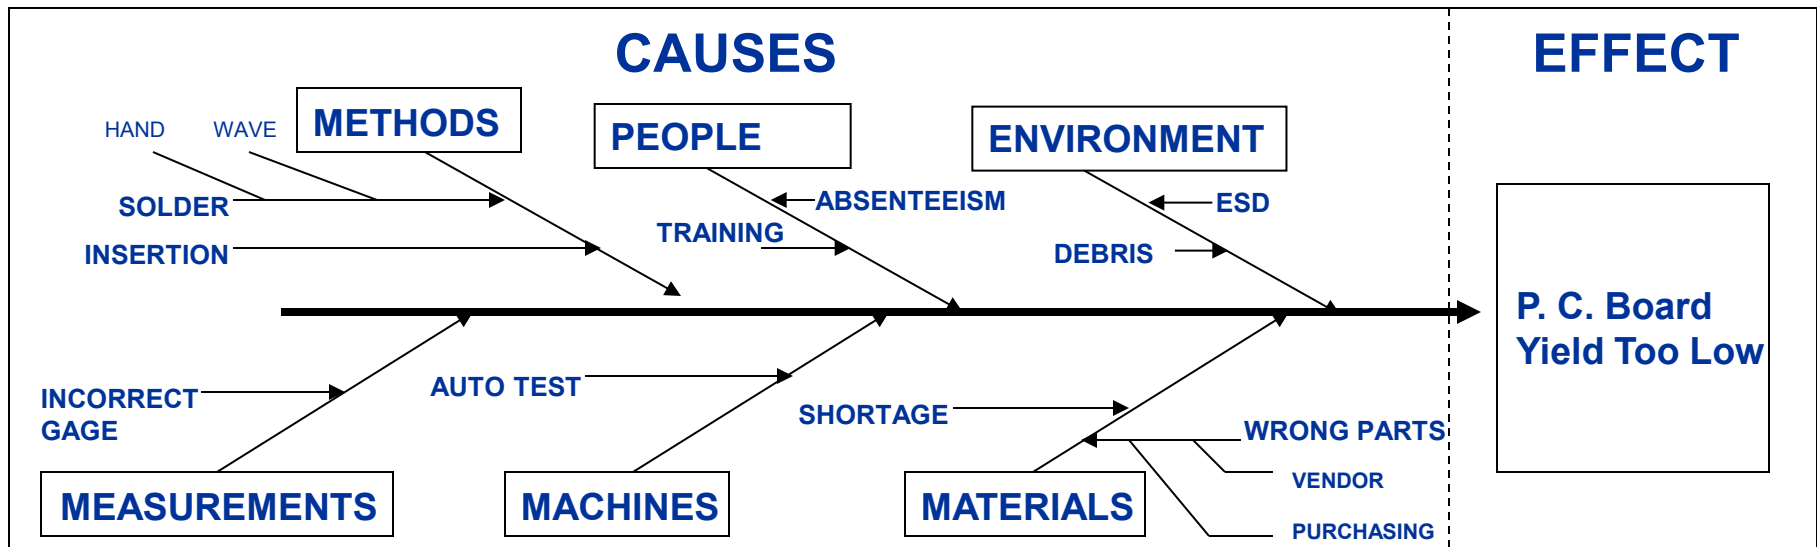 CAUSES
EFFECT
HAND
WAVE
METHODS
PEOPLE
ENVIRONMENT
SOLDER
ABSENTEEISM
ESD
TRAINING
INSERTION
DEBRIS
P. C. Board
Yield Too Low
INCORRECT
GAGE
AUTO TEST
SHORTAGE
WRONG PARTS
VENDOR
PURCHASING
MEASUREMENTS
MACHINES
MATERIALS